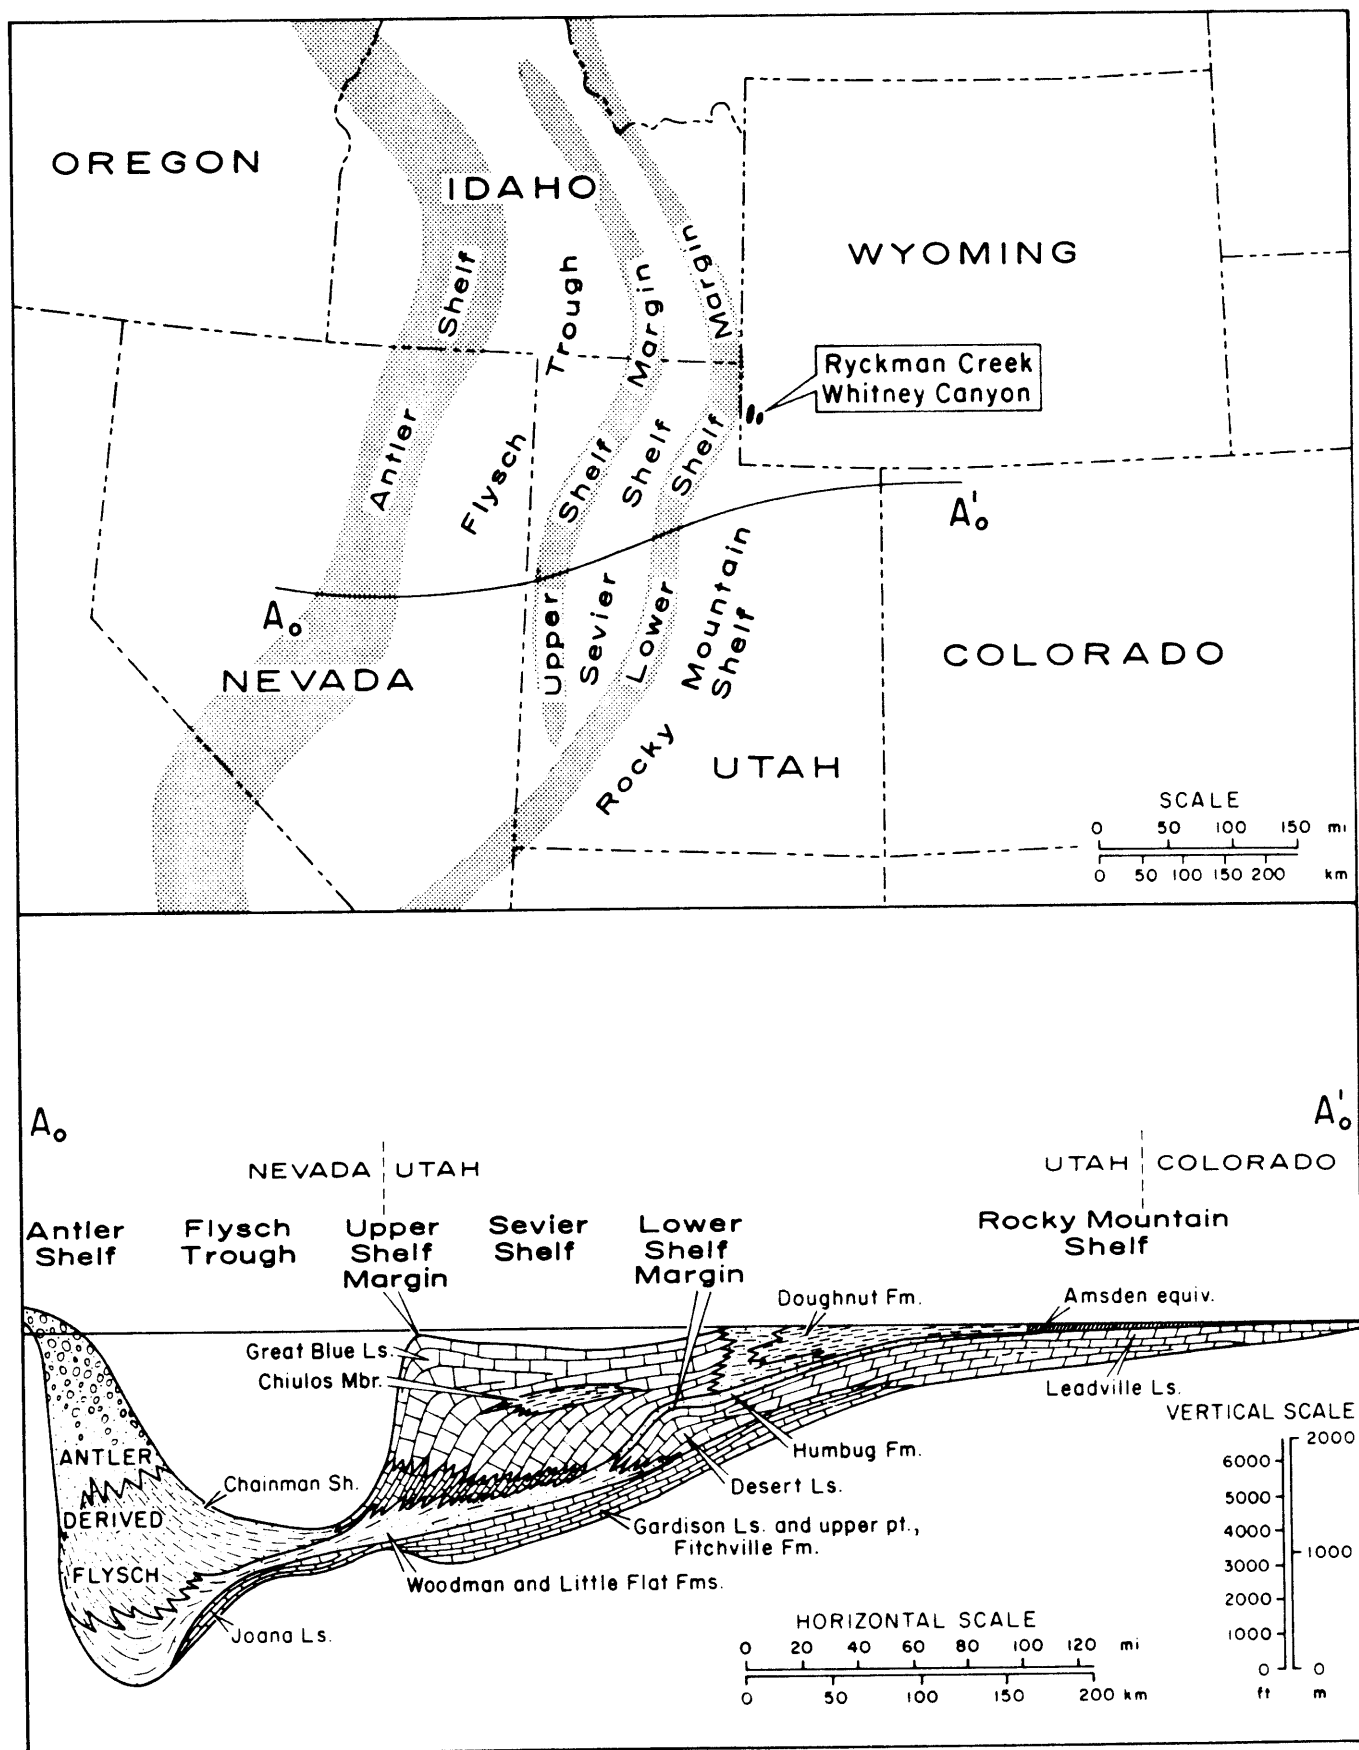 OREGON
IDAHO
WYOMING
Antler Shelf
Flysch Trough
Upper Shelf Margin
Sevier Shelf
Lower Shelf Margin
Rocky Mountain
Shelf
Ryckman Creek
Whitney Canyon
Ao
A'o
NEVADA
UTAH
COLORADO
SCALE
0 50 100 150 mi
0 50 100 150 200 km
Ao
A'o
NEVADA UTAH
UTAH COLORADO
Antler
Shelf
Flysch
Trough
Upper
Shelf
Margin
Sevier
Shelf
Lower
Shelf
Margin
Rocky Mountain
Shelf
Doughnut Fm.
Amsden equiv.
Great Blue Ls.
Chiulos Mbr.
Leadville Ls.
Humbug Fm.
Desert Ls.
Gardison Ls. and upper pt.,
Fitchville Fm.
Woodman and Little Flat Fms.
Chainman Sh.
Joana Ls.
ANTLER
DERIVED
FLYSCH
VERTICAL SCALE
2000
6000
5000
4000
1000
3000
2000
1000
0 0
ft m
HORIZONTAL SCALE
0 20 40 60 80 100 120 mi
0 50 100 150 200 km